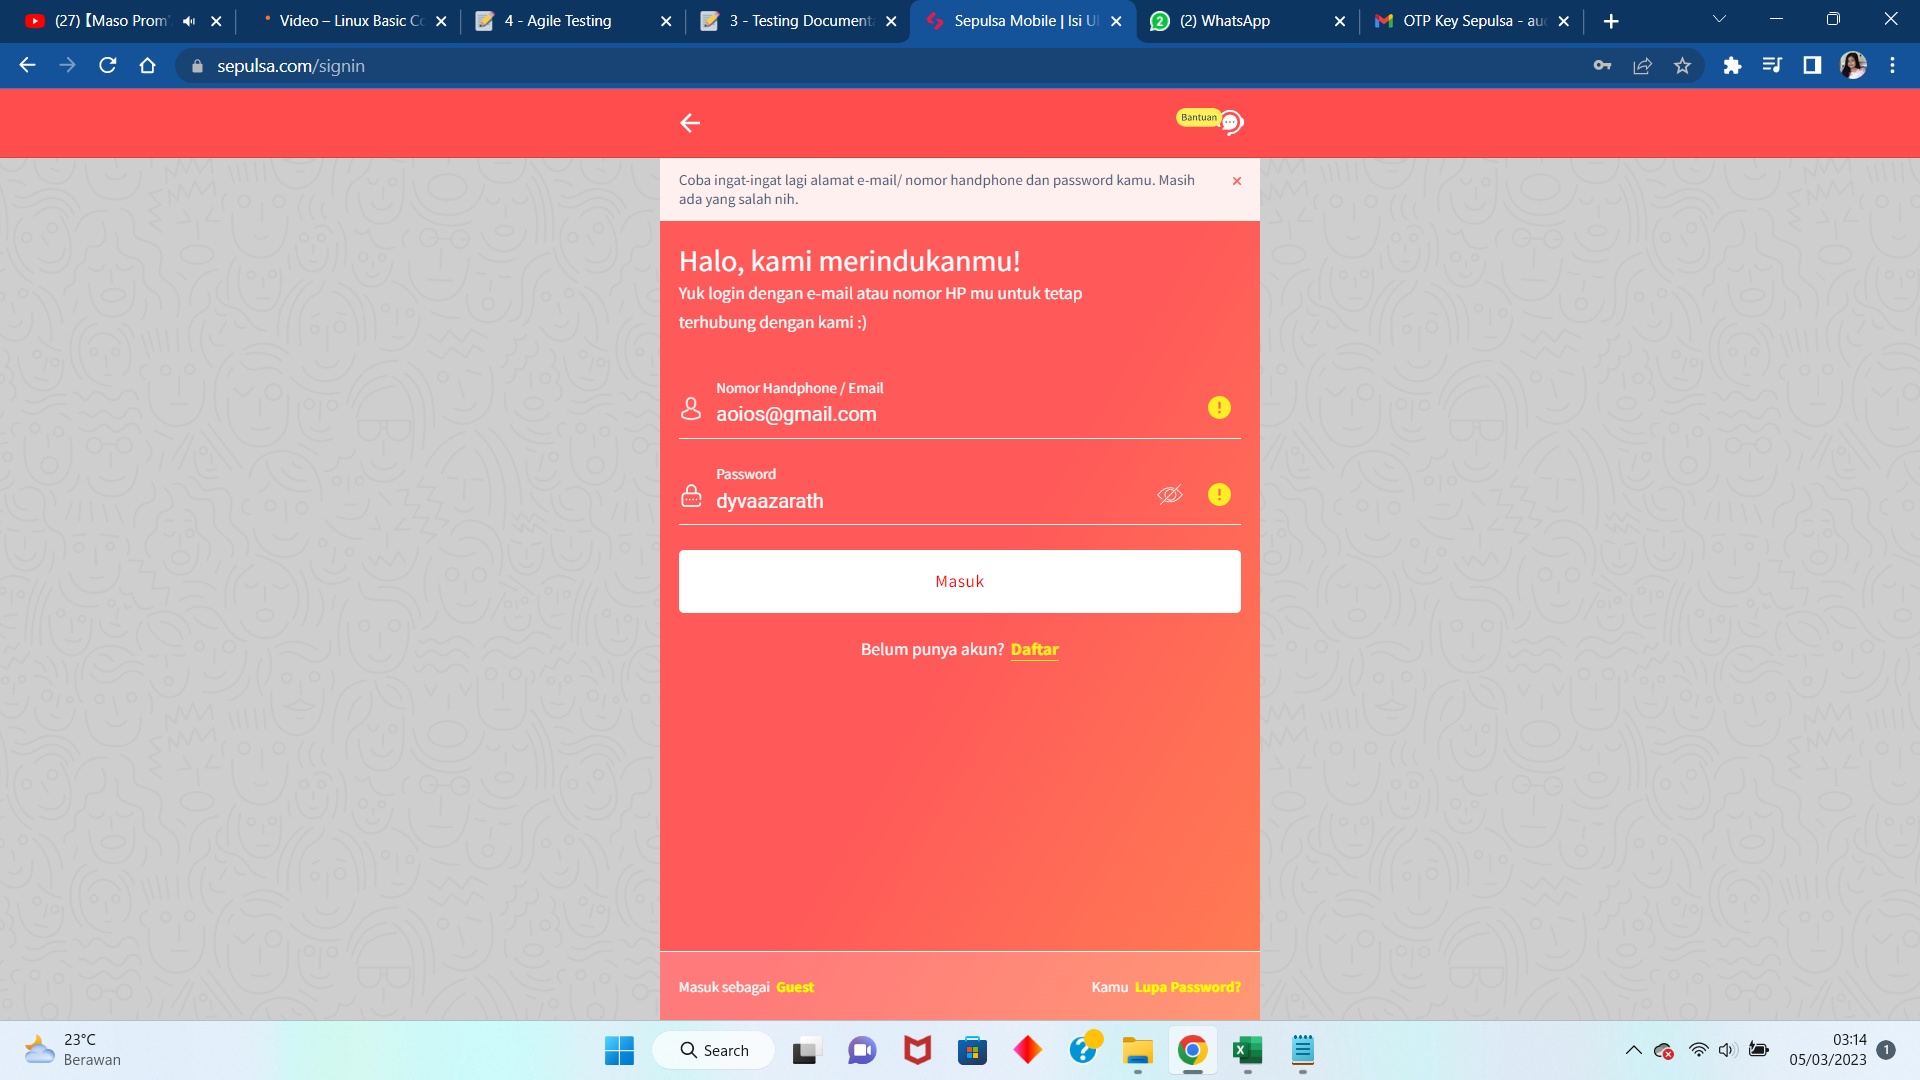 (27) 【Maso Prom
Video – Linux Basic Co
4 - Agile Testing
3 - Testing Documenta
Sepulsa Mobile | Isi Ul
(2) WhatsApp
OTP Key Sepulsa - aud
sepulsa.com/signin
Bantuan
Coba ingat-ingat lagi alamat e-mail/ nomor handphone dan password kamu. Masih
ada yang salah nih.
Halo, kami merindukanmu!
Yuk login dengan e-mail atau nomor HP mu untuk tetap
terhubung dengan kami :)
Nomor Handphone / Email
aoios@gmail.com
Password
dyvaazarath
Masuk
Belum punya akun? Daftar
Masuk sebagai Guest
Kamu Lupa Password?
23°C
Berawan
Search
03:14
05/03/2023
1